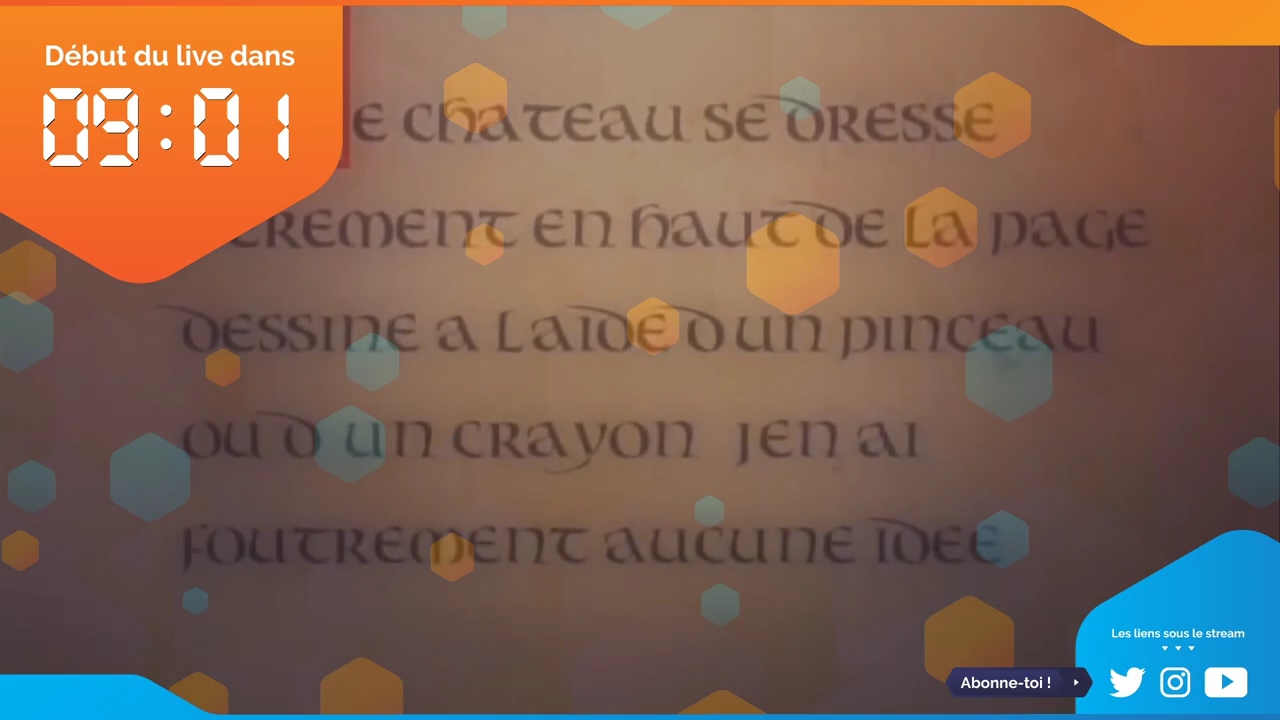 Début du live dans
09:01
E CHATEAU SE DRESSE
TREMENT EN HAUT DE LA PAGE
DESSINE A LAIDE D UN PINCEAU
OU D UN CRAYON JEN AI
FOUTREMENT AUCUNE IDEE
Les liens sous le stream
Abonne-toi !